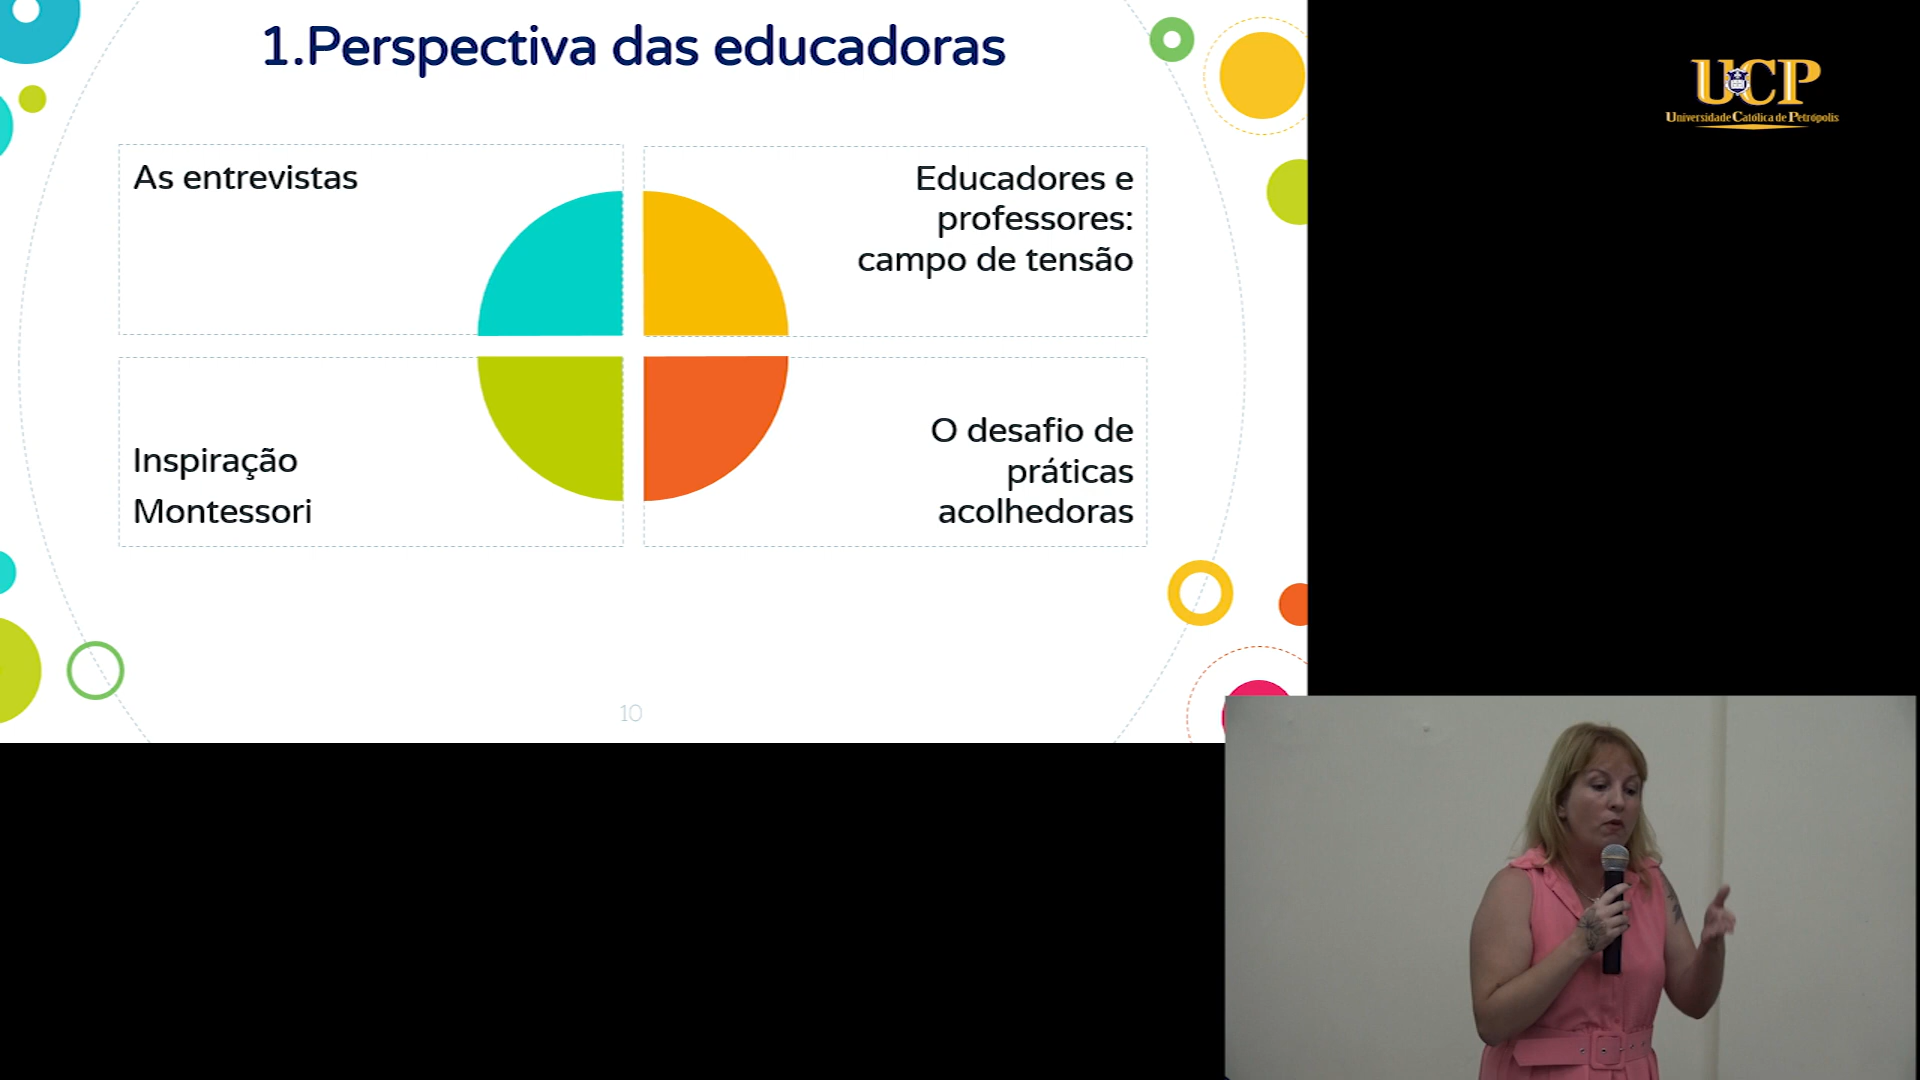 1.Perspectiva das educadoras
As entrevistas
Educadores e
professores:
campo de tensão
Inspiração
Montessori
O desafio de
práticas
acolhedoras
10
UCP
Universidade Católica de Petrópolis